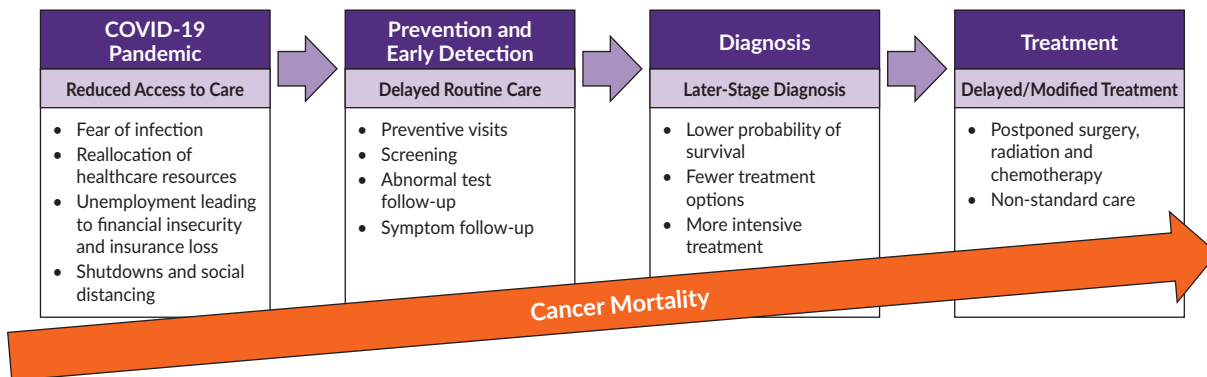 COVID-19
Pandemic
Reduced Access to Care
• Fear of infection
• Reallocation of
healthcare resources
• Unemployment leading
to financial insecurity
and insurance loss
• Shutdowns and social
distancing
Prevention and
Early Detection
Delayed Routine Care
• Preventive visits
• Screening
• Abnormal test
follow-up
• Symptom follow-up
Diagnosis
Later-Stage Diagnosis
• Lower probability of
survival
• Fewer treatment
options
• More intensive
treatment
Treatment
Delayed/Modified Treatment
• Postponed surgery,
radiation and
chemotherapy
• Non-standard care
Cancer Mortality